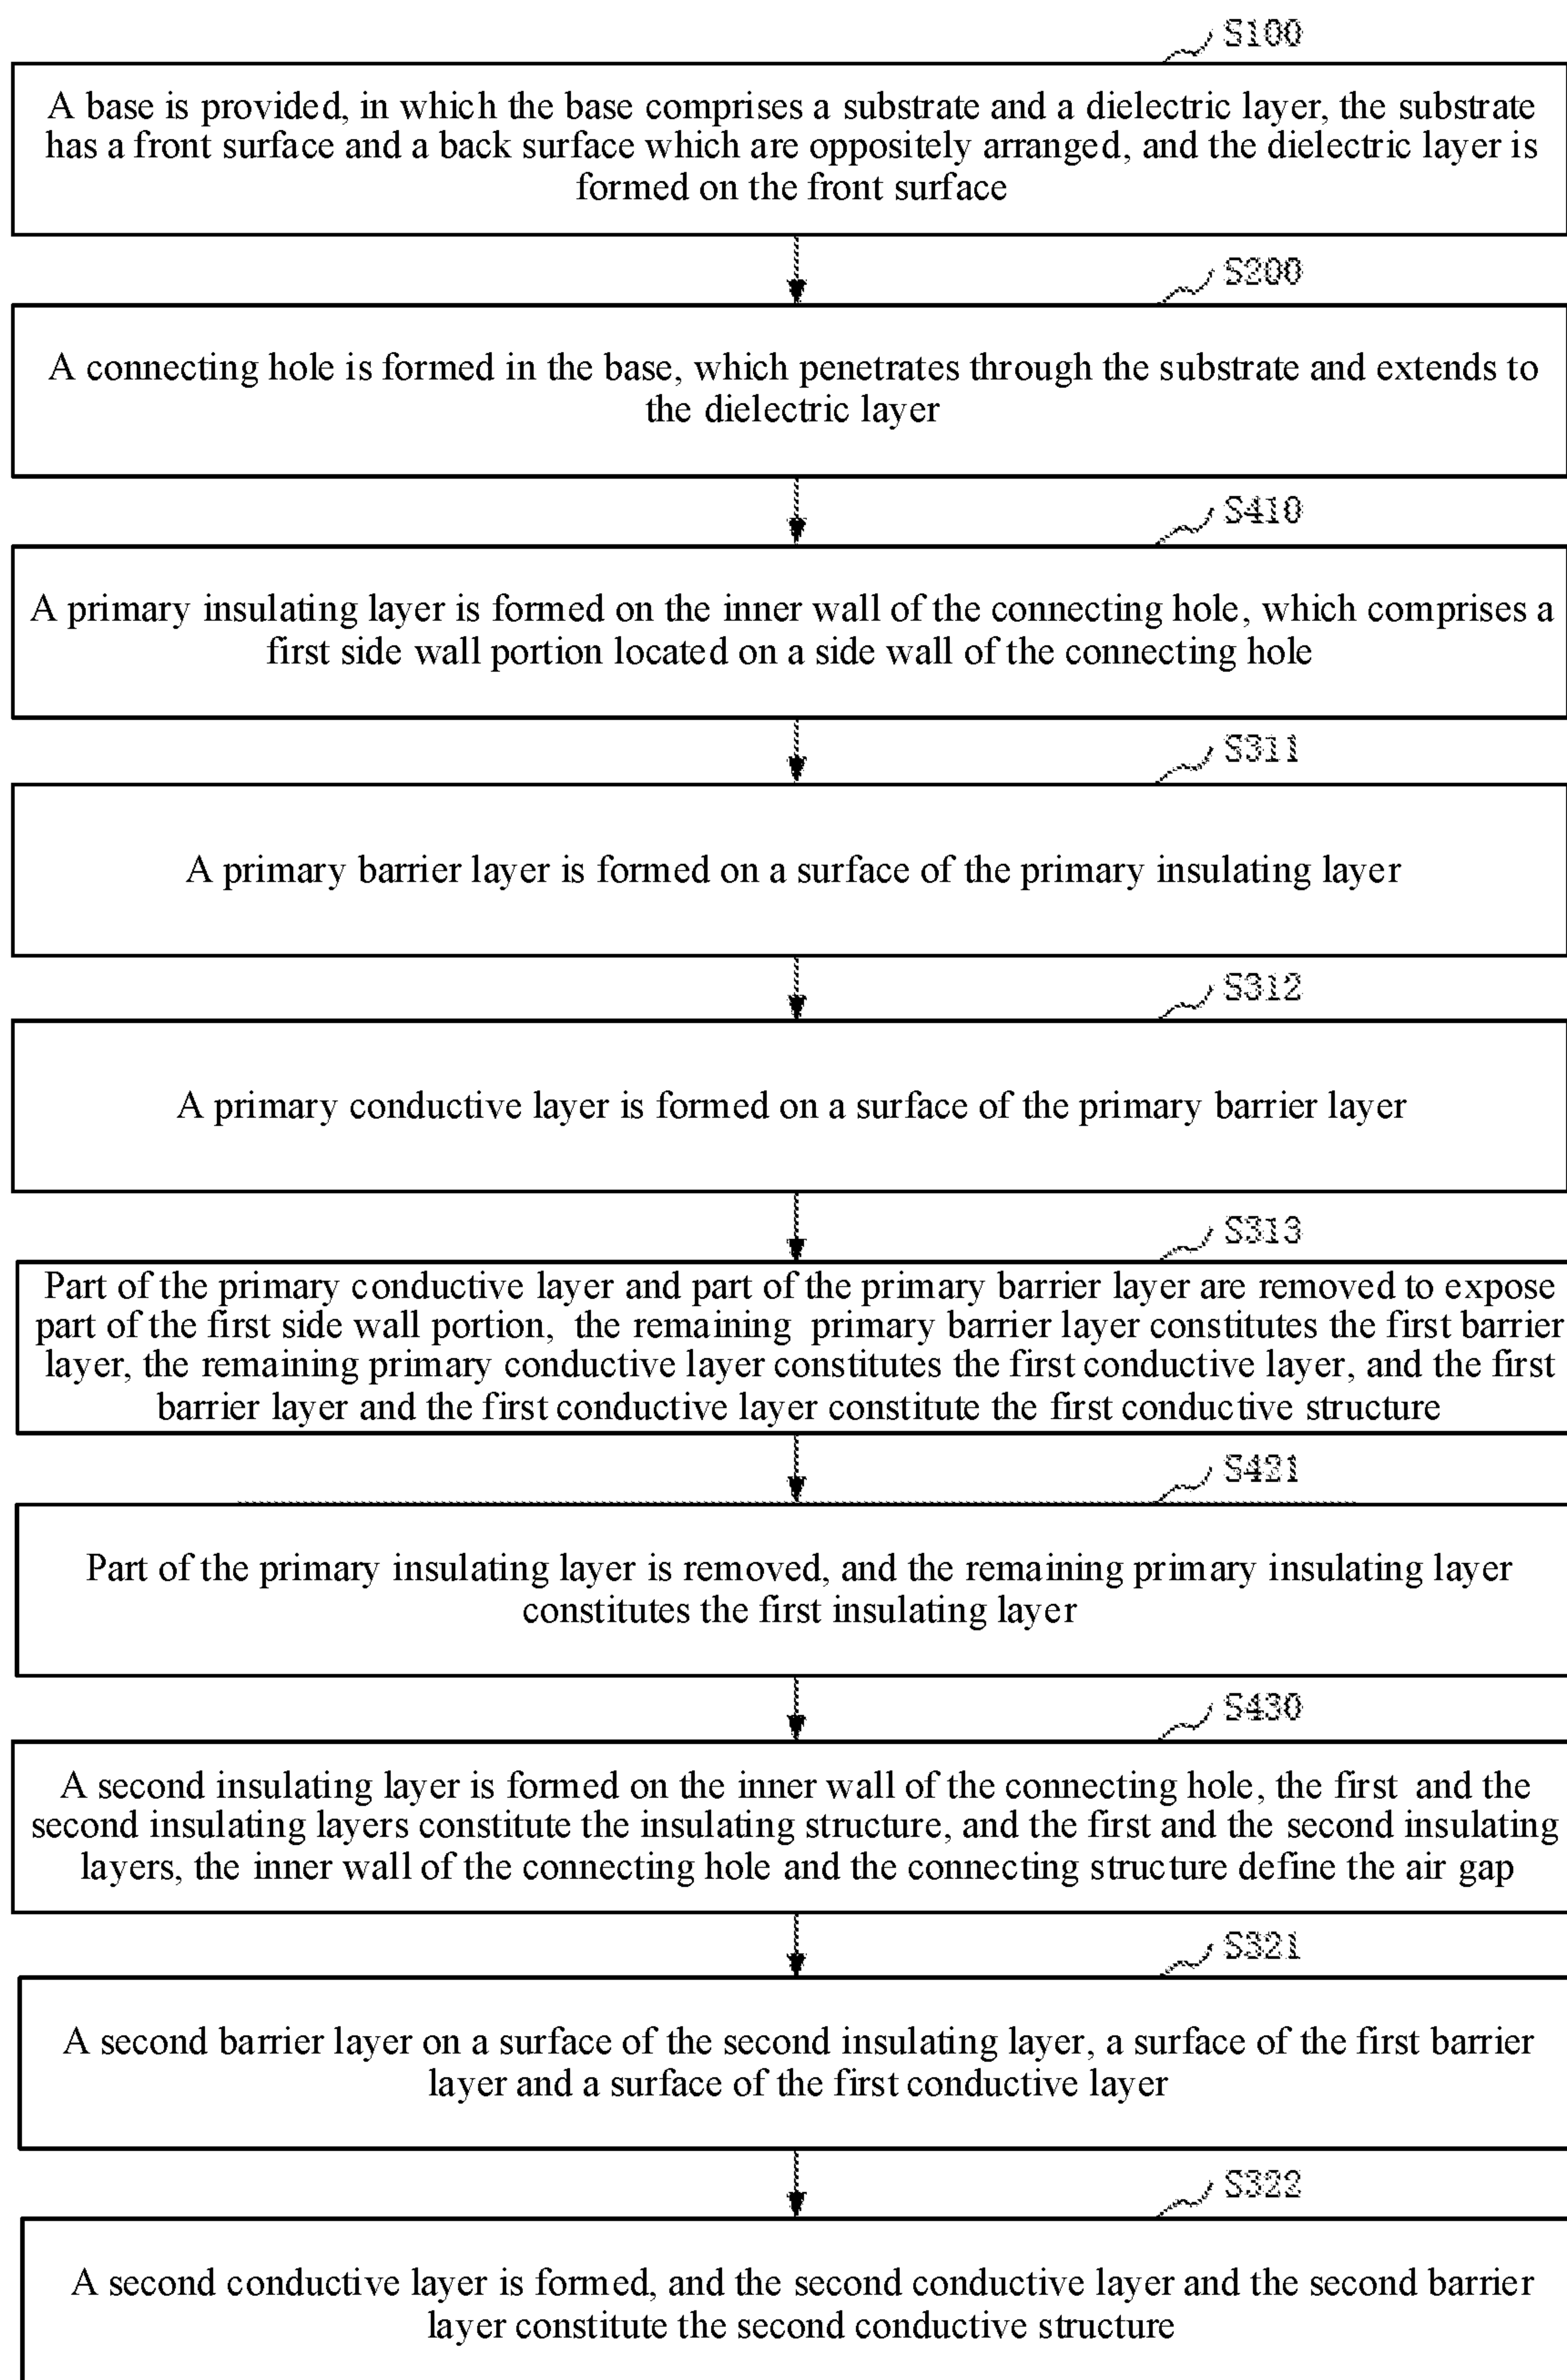 S100
A base is provided, in which the base comprises a substrate and a dielectric layer, the substrate
has a front surface and a back surface which are oppositely arranged, and the dielectric layer is
formed on the front surface
S200
A connecting hole is formed in the base, which penetrates through the substrate and extends to
the dielectric layer
S410
A primary insulating layer is formed on the inner wall of the connecting hole, which comprises a
first side wall portion located on a side wall of the connecting hole
S311
A primary barrier layer is formed on a surface of the primary insulating layer
S312
A primary conductive layer is formed on a surface of the primary barrier layer
S313
Part of the primary conductive layer and part of the primary barrier layer are removed to expose
part of the first side wall portion, the remaining primary barrier layer constitutes the first barrier
layer, the remaining primary conductive layer constitutes the first conductive layer, and the first
barrier layer and the first conductive layer constitute the first conductive structure
S421
Part of the primary insulating layer is removed, and the remaining primary insulating layer
constitutes the first insulating layer
S430
A second insulating layer is formed on the inner wall of the connecting hole, the first and the
second insulating layers constitute the insulating structure, and the first and the second insulating
layers, the inner wall of the connecting hole and the connecting structure define the air gap
S321
A second barrier layer on a surface of the second insulating layer, a surface of the first barrier
layer and a surface of the first conductive layer
S322
A second conductive layer is formed, and the second conductive layer and the second barrier
layer constitute the second conductive structure